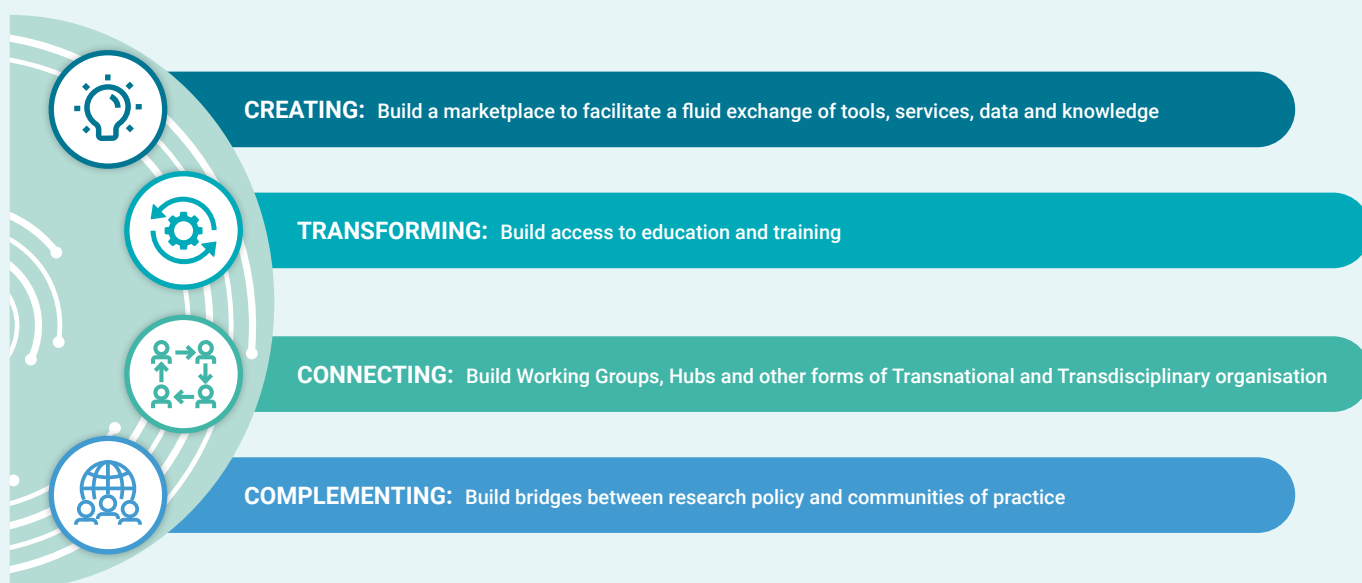 CREATING: Build a marketplace to facilitate a fluid exchange of tools, services, data and knowledge
TRANSFORMING: Build access to education and training
CONNECTING: Build Working Groups, Hubs and other forms of Transnational and Transdisciplinary organisation
COMPLEMENTING: Build bridges between research policy and communities of practice